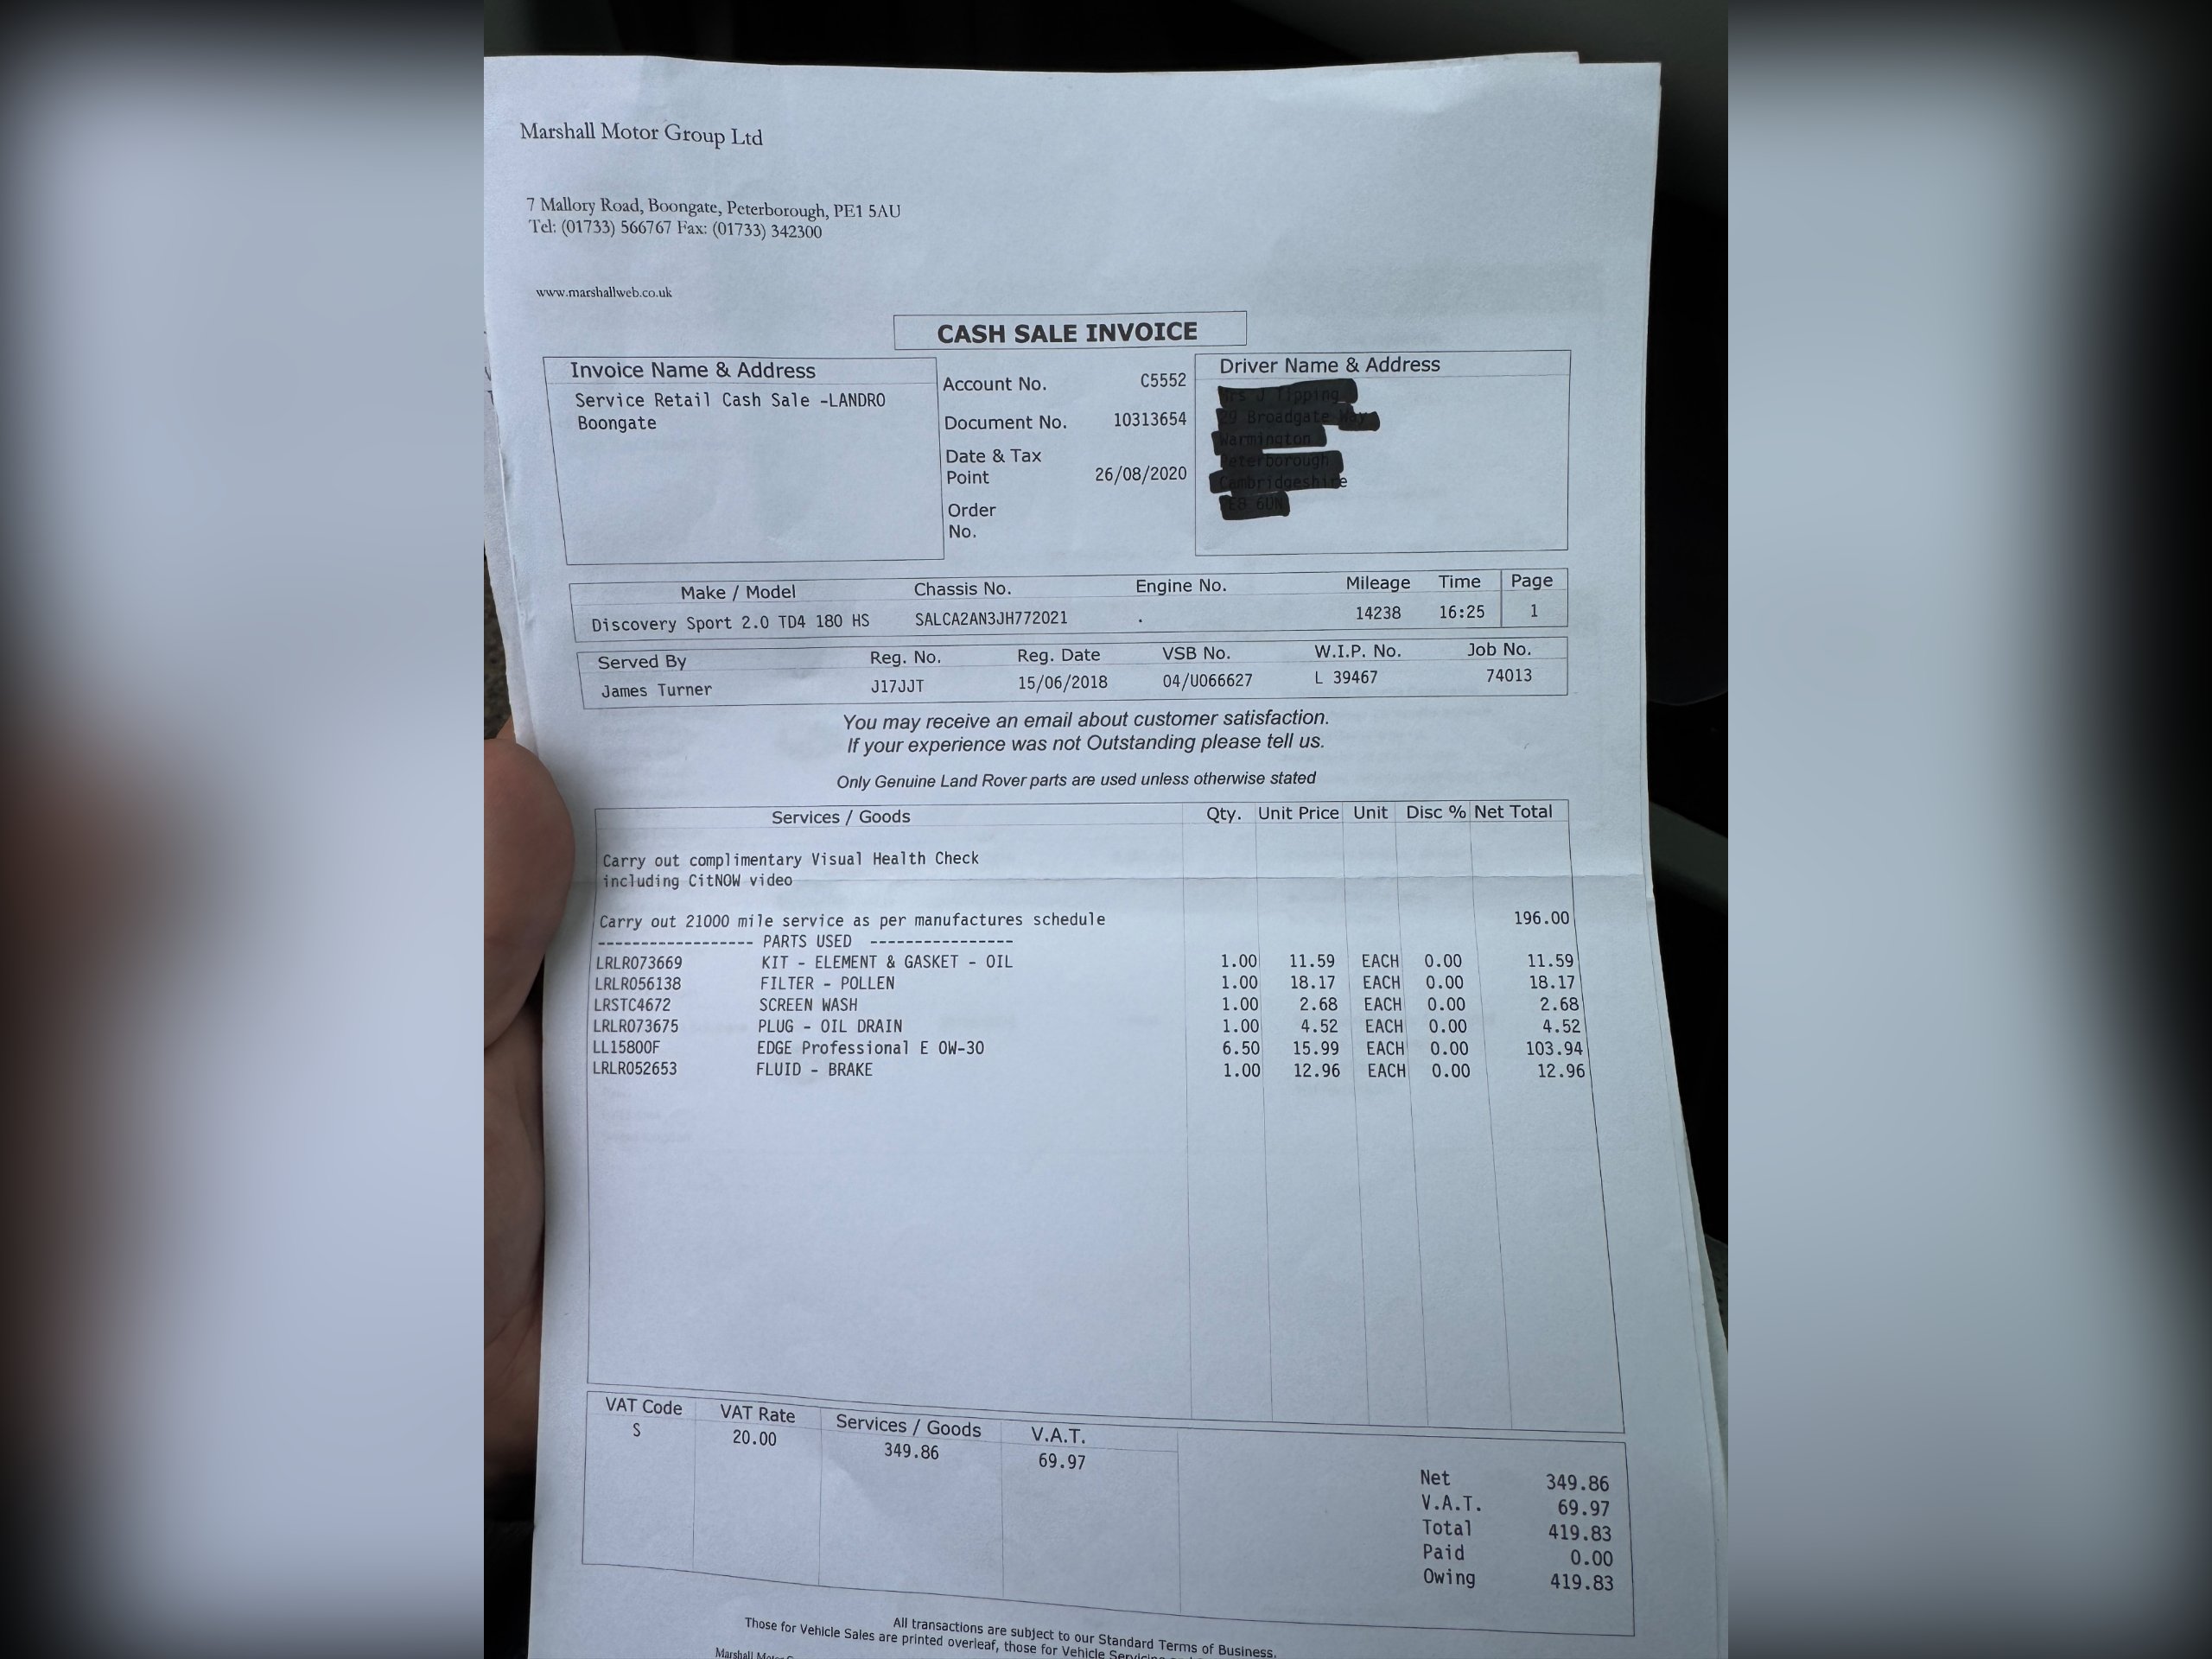 Marshall Motor Group Ltd
7 Mallory Road, Boongate, Peterborough, PE1 5AU
Tel: (01733) 566767 Fax: (01733) 342300
www.marshallweb.co.uk
CASH SALE INVOICE
Invoice Name & Address
Service Retail Cash Sale -LANDRO
Boongate
Account No. C5552
Document No. 10313654
Date & Tax
Point 26/08/2020
Order
No.
Driver Name & Address
Make / Model Chassis No. Engine No. Mileage Time Page
Discovery Sport 2.0 TD4 180 HS SALCA2AN3JH772021 . 14238 16:25 1
Served By Reg. No. Reg. Date VSB No. W.I.P. No. Job No.
James Turner J17JJT 15/06/2018 04/U066627 L 39467 74013
You may receive an email about customer satisfaction.
If your experience was not Outstanding please tell us.
Only Genuine Land Rover parts are used unless otherwise stated
Services / Goods Qty. Unit Price Unit Disc % Net Total
Carry out complimentary Visual Health Check
including CitNOW video
Carry out 21000 mile service as per manufactures schedule 196.00
------------------ PARTS USED -----------------
LRLR073669 KIT - ELEMENT & GASKET - OIL 1.00 11.59 EACH 0.00 11.59
LRLR056138 FILTER - POLLEN 1.00 18.17 EACH 0.00 18.17
LRSTC4672 SCREEN WASH 1.00 2.68 EACH 0.00 2.68
LRLR073675 PLUG - OIL DRAIN 1.00 4.52 EACH 0.00 4.52
LL15800F EDGE Professional E 0W-30 6.50 15.99 EACH 0.00 103.94
LRLR052653 FLUID - BRAKE 1.00 12.96 EACH 0.00 12.96
VAT Code VAT Rate Services / Goods V.A.T.
S 20.00 349.86 69.97
Net 349.86
V.A.T. 69.97
Total 419.83
Paid 0.00
Owing 419.83
All transactions are subject to our Standard Terms of Business.
Those for Vehicle Sales are printed overleaf, those for Vehicle
Marshall